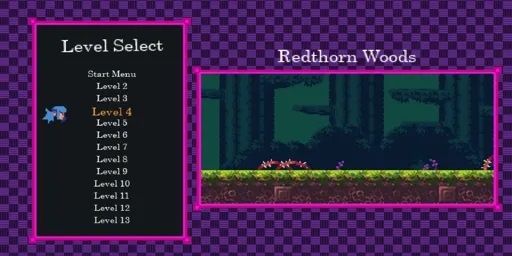 Level Select
Start Menu
Level 2
Level 3
Level 4
Level 5
Level 6
Level 7
Level 8
Level 9
Level 10
Level 11
Level 12
Level 13
Redthorn Woods